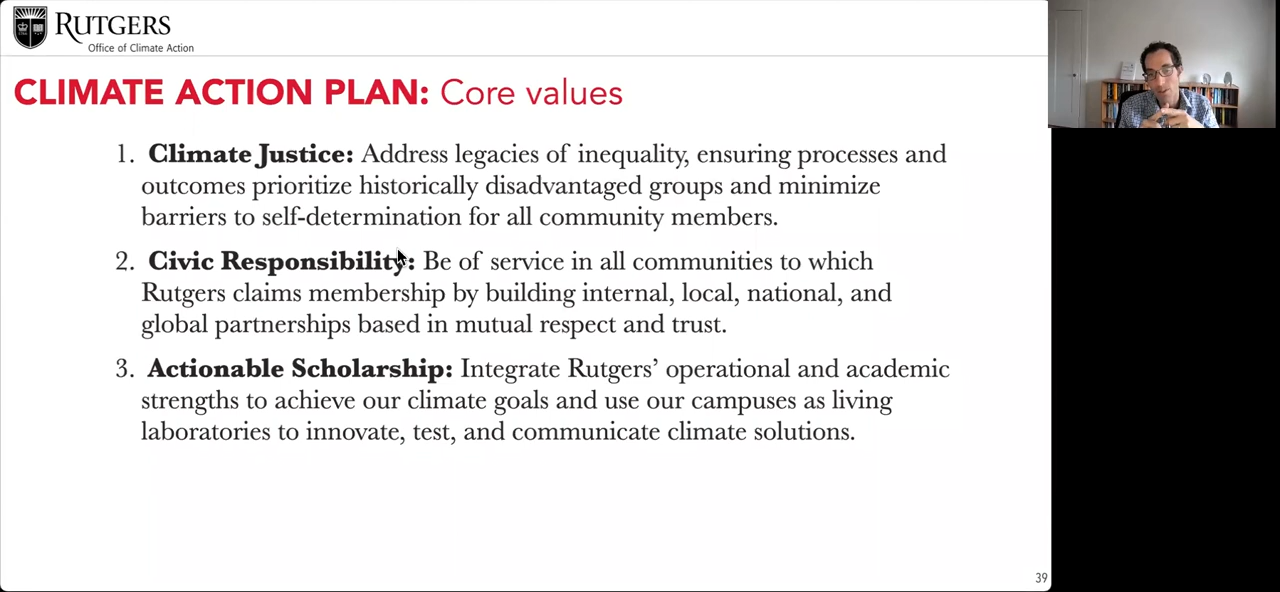 RUTGERS
Office of Climate Action
CLIMATE ACTION PLAN: Core values
1. Climate Justice: Address legacies of inequality, ensuring processes and
outcomes prioritize historically disadvantaged groups and minimize
barriers to self-determination for all community members.
2. Civic Responsibility: Be of service in all communities to which
Rutgers claims membership by building internal, local, national, and
global partnerships based in mutual respect and trust.
3. Actionable Scholarship: Integrate Rutgers’ operational and academic
strengths to achieve our climate goals and use our campuses as living
laboratories to innovate, test, and communicate climate solutions.
39